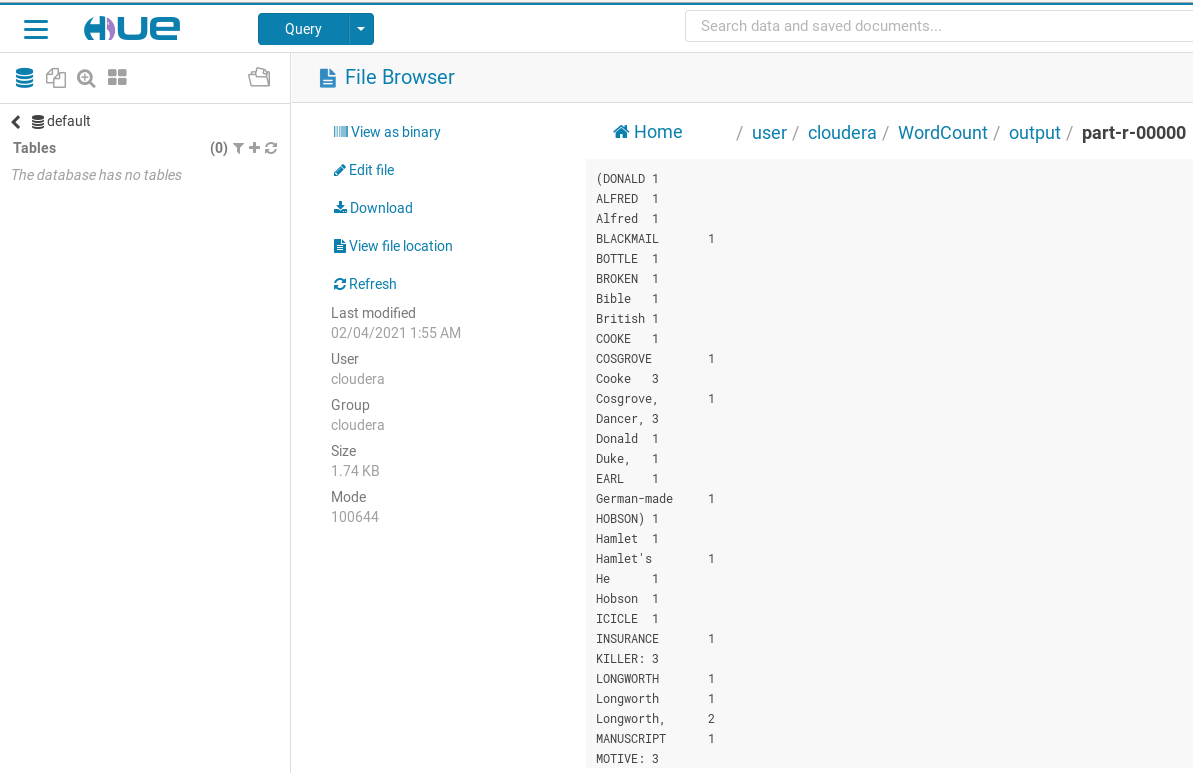 HUE
Query
Search data and saved documents...
default
Tables (0)
The database has no tables
File Browser
View as binary
Edit file
Download
View file location
Refresh
Last modified
02/04/2021 1:55 AM
User
cloudera
Group
cloudera
Size
1.74 KB
Mode
100644
Home / user / cloudera / WordCount / output / part-r-00000
(DONALD 1
ALFRED 1
Alfred 1
BLACKMAIL 1
BOTTLE 1
BROKEN 1
Bible 1
British 1
COOKE 1
COSGROVE 1
Cooke 3
Cosgrove, 1
Dancer, 3
Donald 1
Duke, 1
EARL 1
German-made 1
HOBSON) 1
Hamlet 1
Hamlet's 1
He 1
Hobson 1
ICICLE 1
INSURANCE 1
KILLER: 3
LONGWORTH 1
Longworth 1
Longworth, 2
MANUSCRIPT 1
MOTIVE: 3